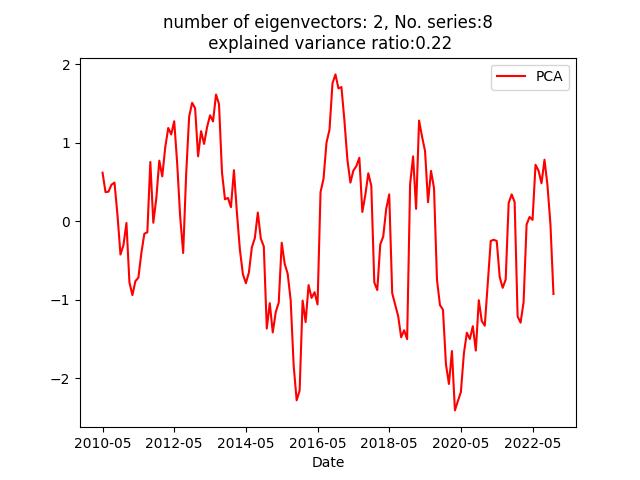 number of eigenvectors: 2, No. series:8
explained variance ratio:0.22
PCA
2
1
0
−1
−2
2010-05 2012-05 2014-05 2016-05 2018-05 2020-05 2022-05
Date